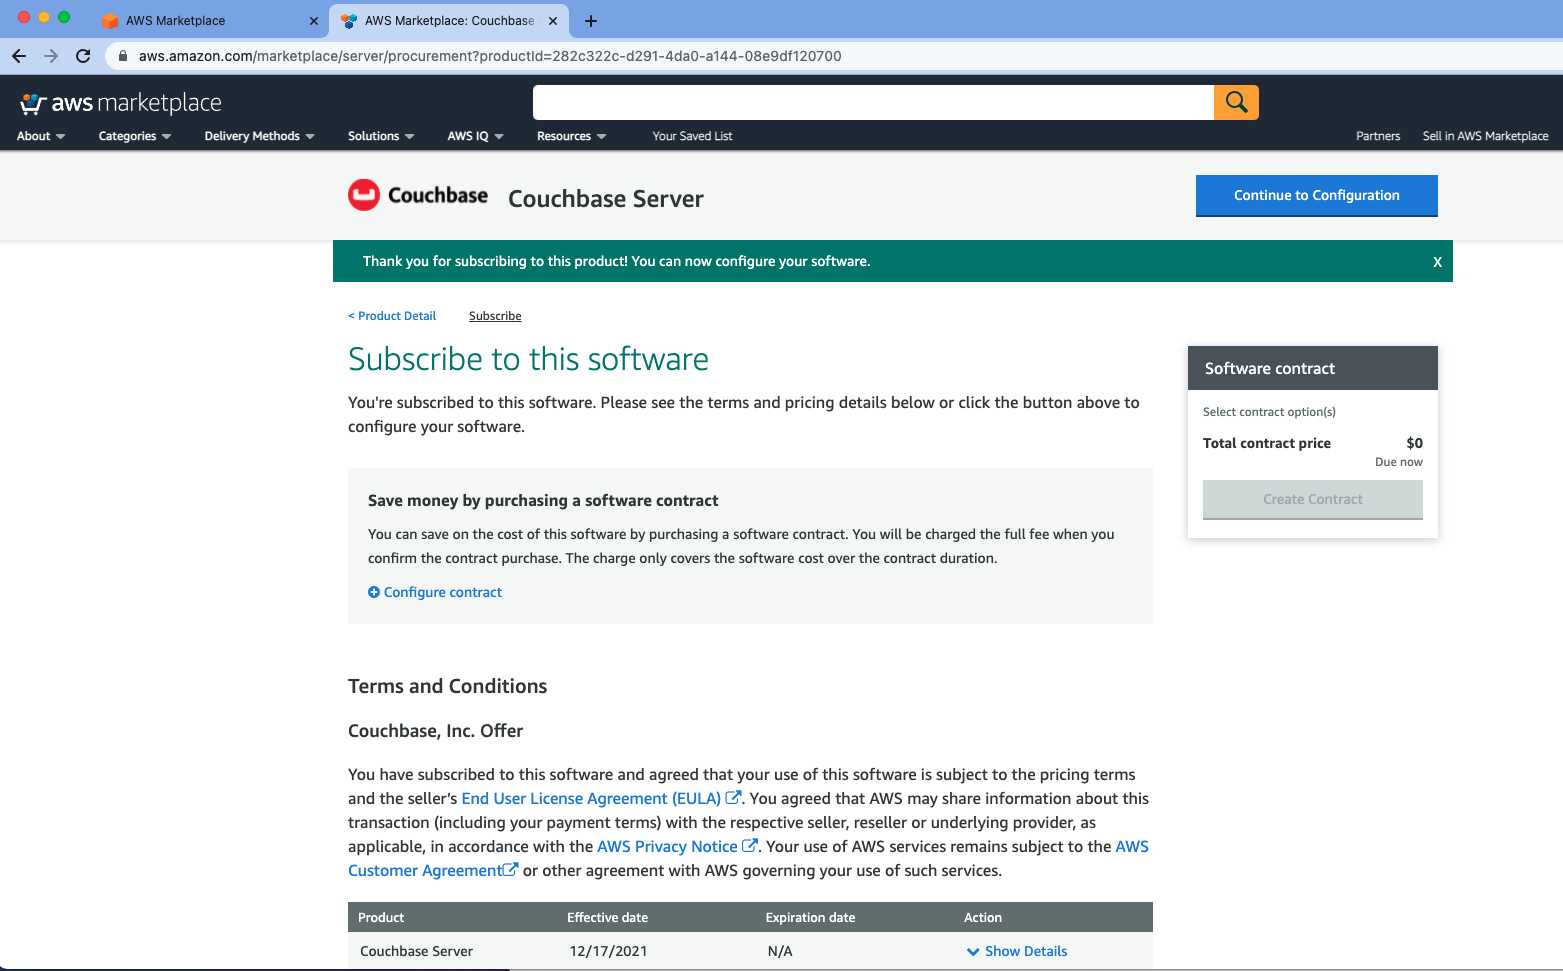 AWS Marketplace
AWS Marketplace: Couchbase
aws.amazon.com/marketplace/server/procurement?productId=282c322c-d291-4da0-a144-08e9df120700
aws marketplace
About Categories Delivery Methods Solutions AWS IQ Resources Your Saved List Partners Sell in AWS Marketplace
Couchbase Couchbase Server Continue to Configuration
Thank you for subscribing to this product! You can now configure your software. X
< Product Detail Subscribe
Subscribe to this software
You're subscribed to this software. Please see the terms and pricing details below or click the button above to
configure your software.
Save money by purchasing a software contract
You can save on the cost of this software by purchasing a software contract. You will be charged the full fee when you
confirm the contract purchase. The charge only covers the software cost over the contract duration.
Configure contract
Software contract
Select contract option(s)
Total contract price $0
Due now
Create Contract
Terms and Conditions
Couchbase, Inc. Offer
You have subscribed to this software and agreed that your use of this software is subject to the pricing terms
and the seller’s End User License Agreement (EULA). You agreed that AWS may share information about this
transaction (including your payment terms) with the respective seller, reseller or underlying provider, as
applicable, in accordance with the AWS Privacy Notice. Your use of AWS services remains subject to the AWS
Customer Agreement or other agreement with AWS governing your use of such services.
Product Effective date Expiration date Action
Couchbase Server 12/17/2021 N/A Show Details